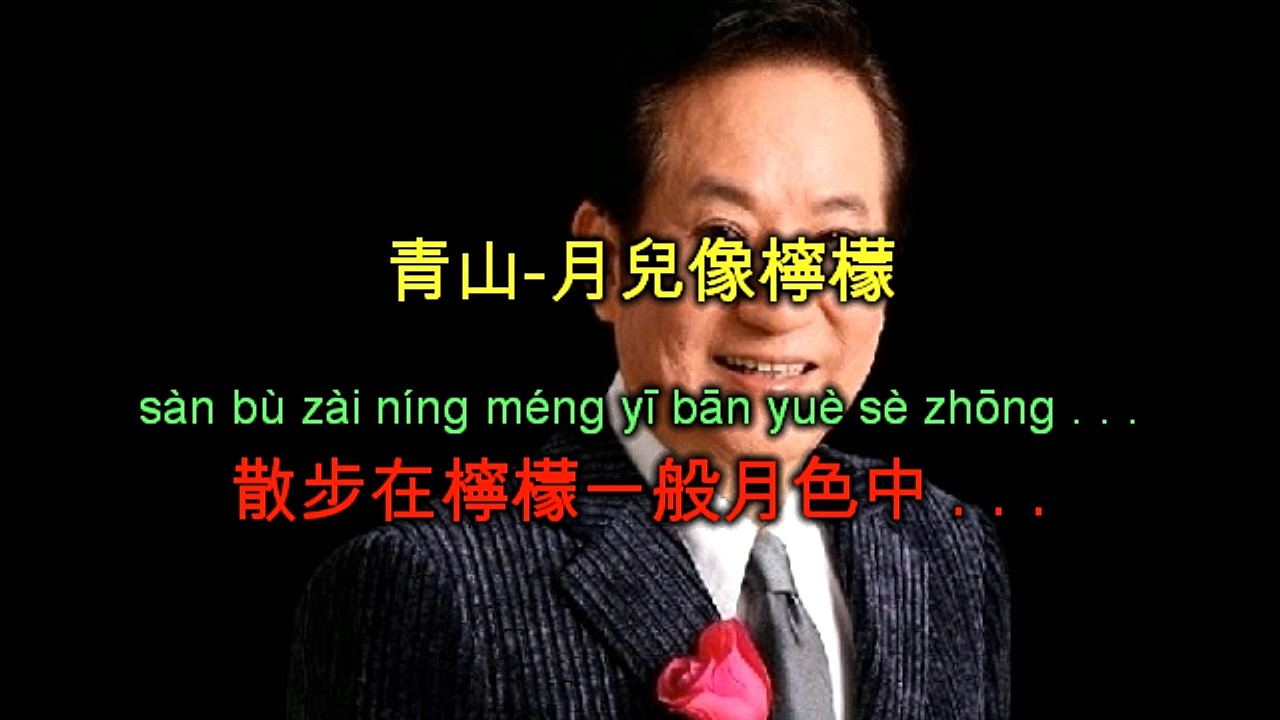 青山-月兒像檸檬
sàn bù zài níng méng yī bān yuè sè zhōng . . .
散步在檸檬一般月色中 . . .